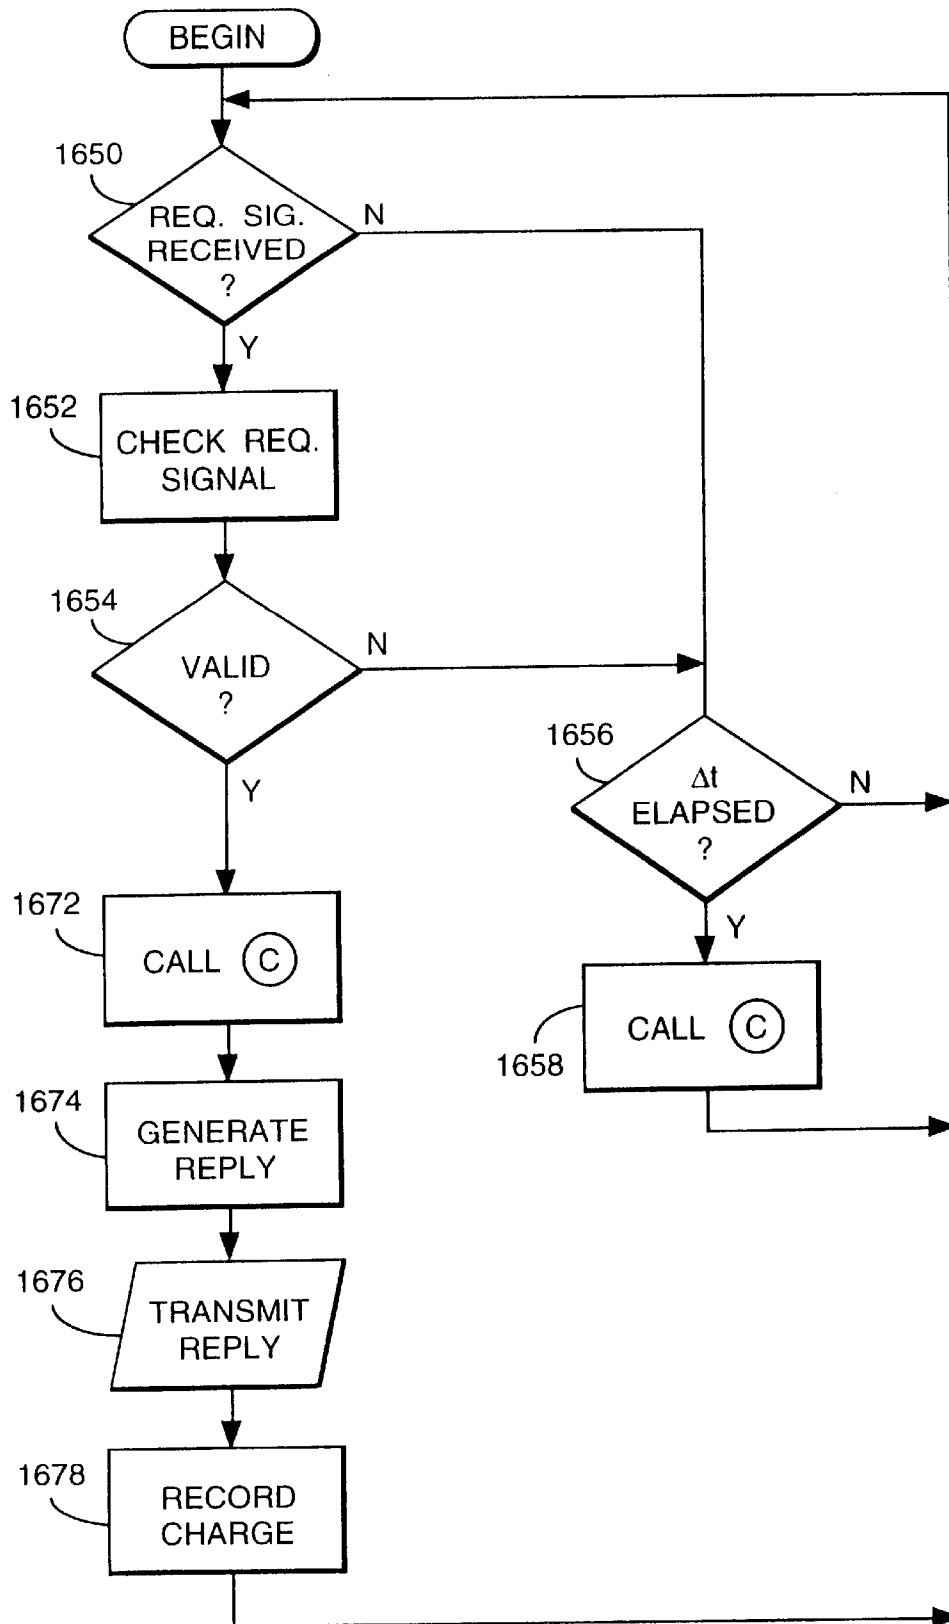 BEGIN
1650
REQ. SIG.
RECEIVED
?
N
Y
1652
CHECK REQ.
SIGNAL
1654
VALID
?
N
Y
1656
Δt
ELAPSED
?
N
Y
1672
CALL C
1658
CALL C
1674
GENERATE
REPLY
1676
TRANSMIT
REPLY
1678
RECORD
CHARGE